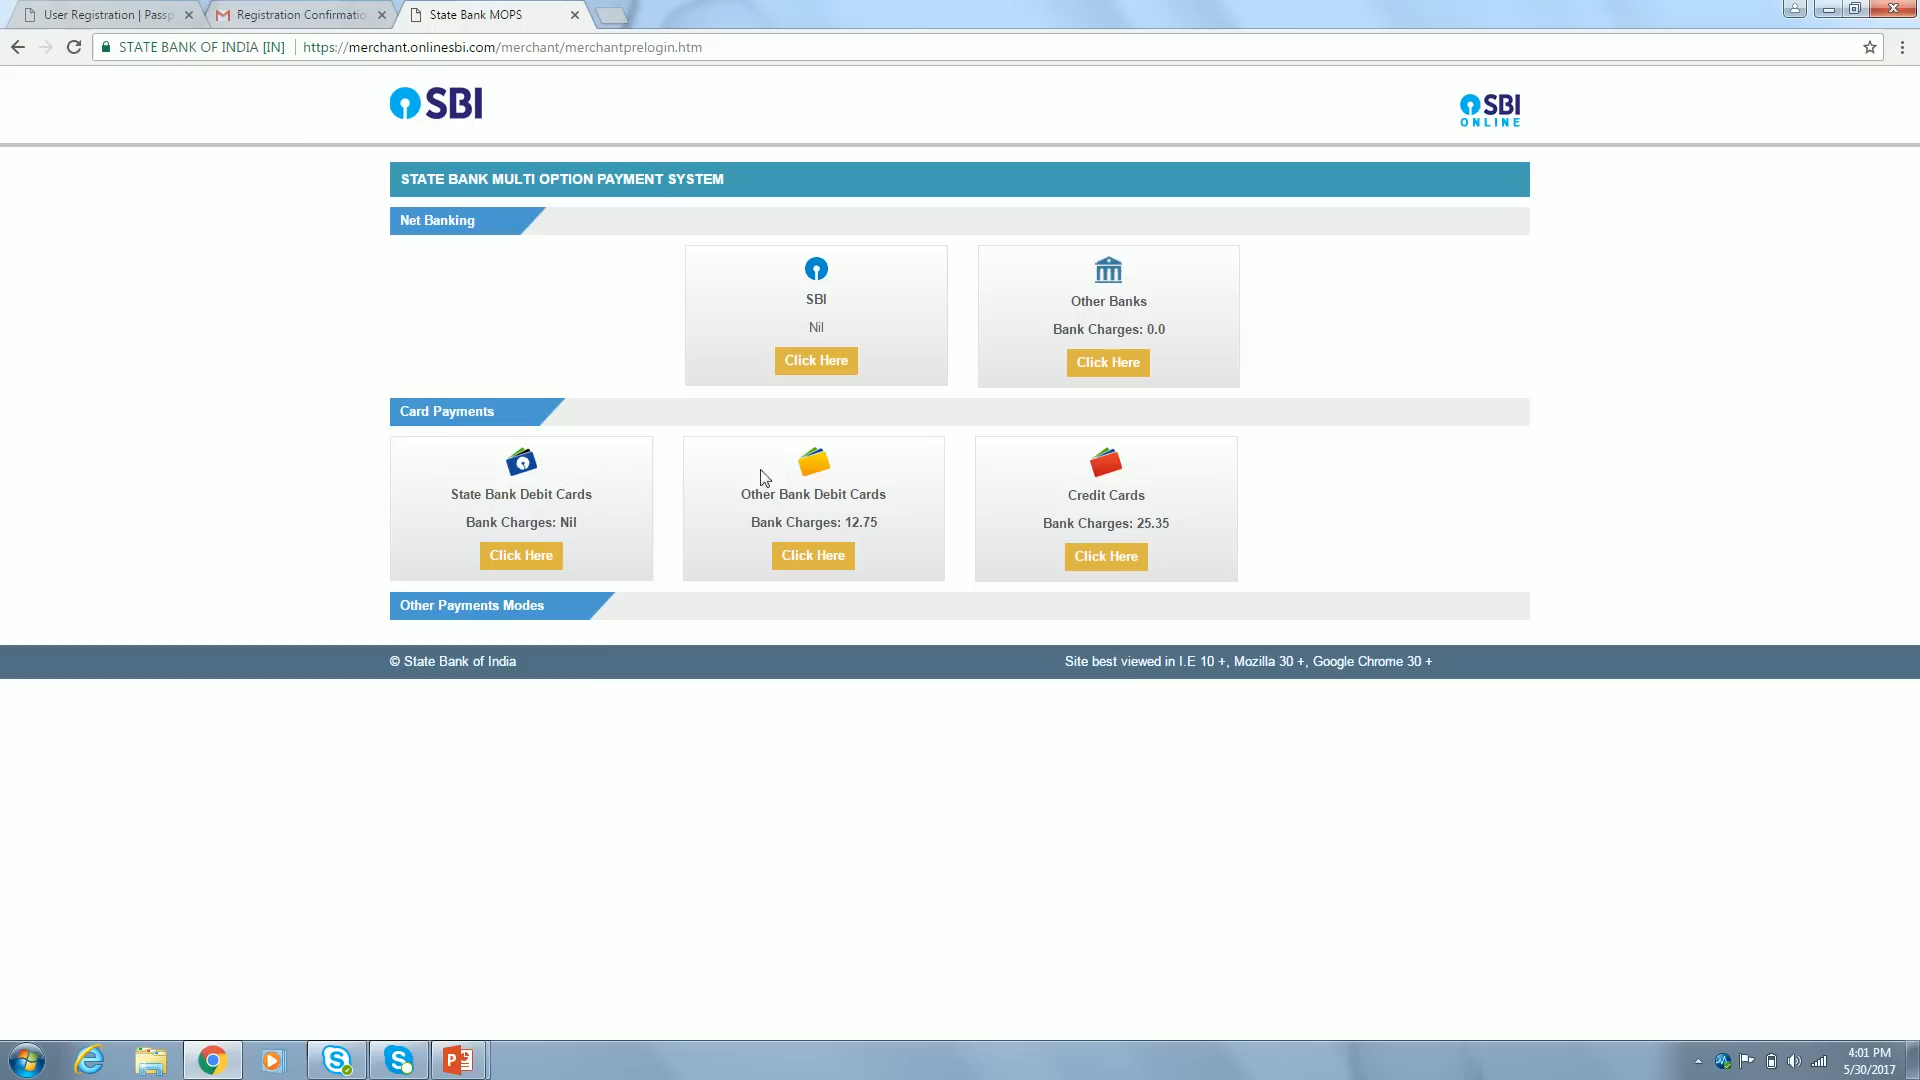 User Registration | Passp
Registration Confirmatio
State Bank MOPS
STATE BANK OF INDIA [IN]
https://merchant.onlinesbi.com/merchant/merchantprelogin.htm
SBI
SBI
ONLINE
STATE BANK MULTI OPTION PAYMENT SYSTEM
Net Banking
SBI
Nil
Click Here
Other Banks
Bank Charges: 0.0
Click Here
Card Payments
State Bank Debit Cards
Bank Charges: Nil
Click Here
Other Bank Debit Cards
Bank Charges: 12.75
Click Here
Credit Cards
Bank Charges: 25.35
Click Here
Other Payments Modes
© State Bank of India
Site best viewed in I.E 10 +, Mozilla 30 +, Google Chrome 30 +
4:01 PM
5/30/2017